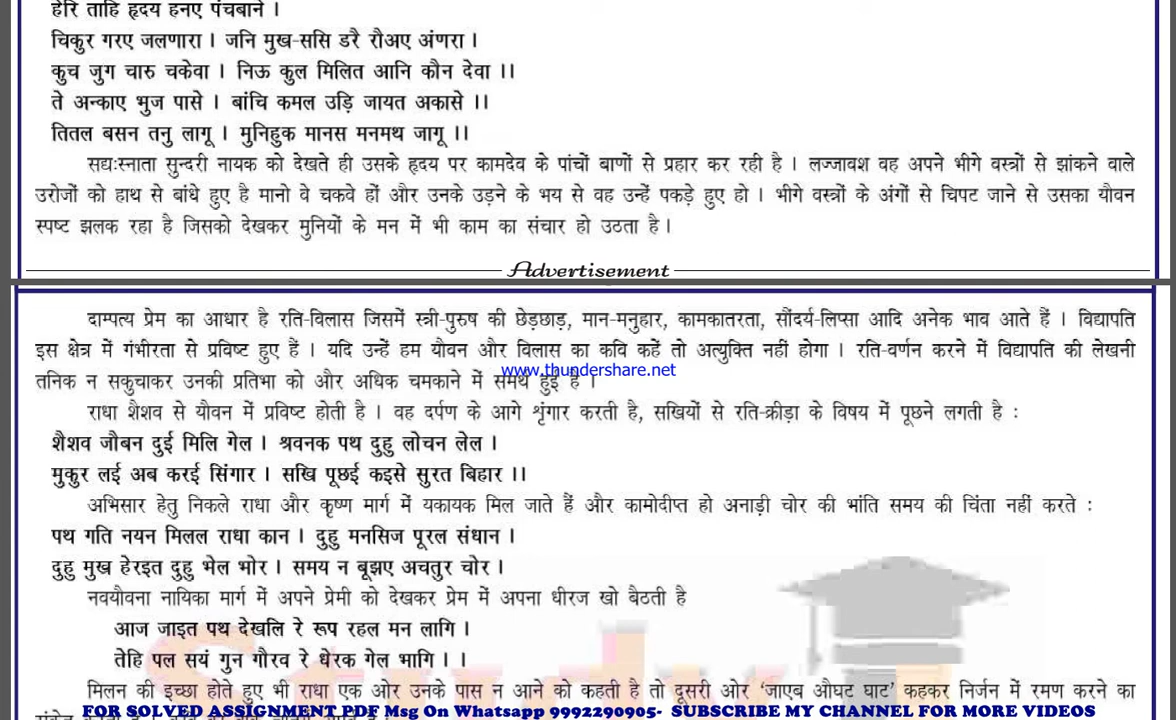 हेरि ताहि हृदय हनए पंचबाने ।
चिकुर गरए जलणारा । जनि मुख-ससि डरै रौअए अंणरा ।
कुच जुग चारु चकेवा । निऊ कुल मिलित आनि कौन देवा ।।
ते अन्काए भुज पासे । बांचि कमल उड़ि जायत अकासे ।।
तितल बसन तनु लागू । मुनिहुक मानस मनमथ जागू ।।
सद्यःस्नाता सुन्दरी नायक को देखते ही उसके हृदय पर कामदेव के पांचों बाणों से प्रहार कर रही है । लज्जावश वह अपने भीगे वस्त्रों से झांकने वाले
उरोजों को हाथ से बांधे हुए है मानो वे चकवे हों और उनके उड़ने के भय से वह उन्हें पकड़े हुए हो । भीगे वस्त्रों के अंगों से चिपट जाने से उसका यौवन
स्पष्ट झलक रहा है जिसको देखकर मुनियों के मन में भी काम का संचार हो उठता है ।
Advertisement
दाम्पत्य प्रेम का आधार है रति-विलास जिसमें स्त्री-पुरुष की छेड़छाड़, मान-मनुहार, कामकातरता, सौंदर्य-लिप्सा आदि अनेक भाव आते हैं । विद्यापति
इस क्षेत्र में गंभीरता से प्रविष्ट हुए हैं । यदि उन्हें हम यौवन और विलास का कवि कहें तो अत्युक्ति नहीं होगा । रति-वर्णन करने में विद्यापति की लेखनी
www.thundershare.net
तनिक न सकुचाकर उनकी प्रतिभा को और अधिक चमकाने में समर्थ हुई है ।
राधा शैशव से यौवन में प्रविष्ट होती है । वह दर्पण के आगे शृंगार करती है, सखियों से रति-क्रीड़ा के विषय में पूछने लगती है :
शैशव जौबन दुई मिलि गेल । श्रवनक पथ दुहु लोचन लेल ।
मुकुर लई अब करई सिंगार । सखि पूछई कइसे सुरत बिहार ।।
अभिसार हेतु निकले राधा और कृष्ण मार्ग में यकायक मिल जाते हैं और कामोदीप्त हो अनाड़ी चोर की भांति समय की चिंता नहीं करते :
पथ गति नयन मिलल राधा कान । दुहु मनसिज पूरल संधान ।
दुहु मुख हेरइत दुहु भेल भोर । समय न बूझए अचतुर चोर ।
नवयौवना नायिका मार्ग में अपने प्रेमी को देखकर प्रेम में अपना धीरज खो बैठती है
आज जाइत पथ देखलि रे रूप रहल मन लागि ।
तेहि पल सयं गुन गौरव रे धेरक गेल भागि । ।
मिलन की इच्छा होते हुए भी राधा एक ओर उनके पास न आने को कहती है तो दूसरी ओर ‘जाएब औघट घाट’ कहकर निर्जन में रमण करने का
FOR SOLVED ASSIGNMENT PDF Msg On Whatsapp 9992290905- SUBSCRIBE MY CHANNEL FOR MORE VIDEOS